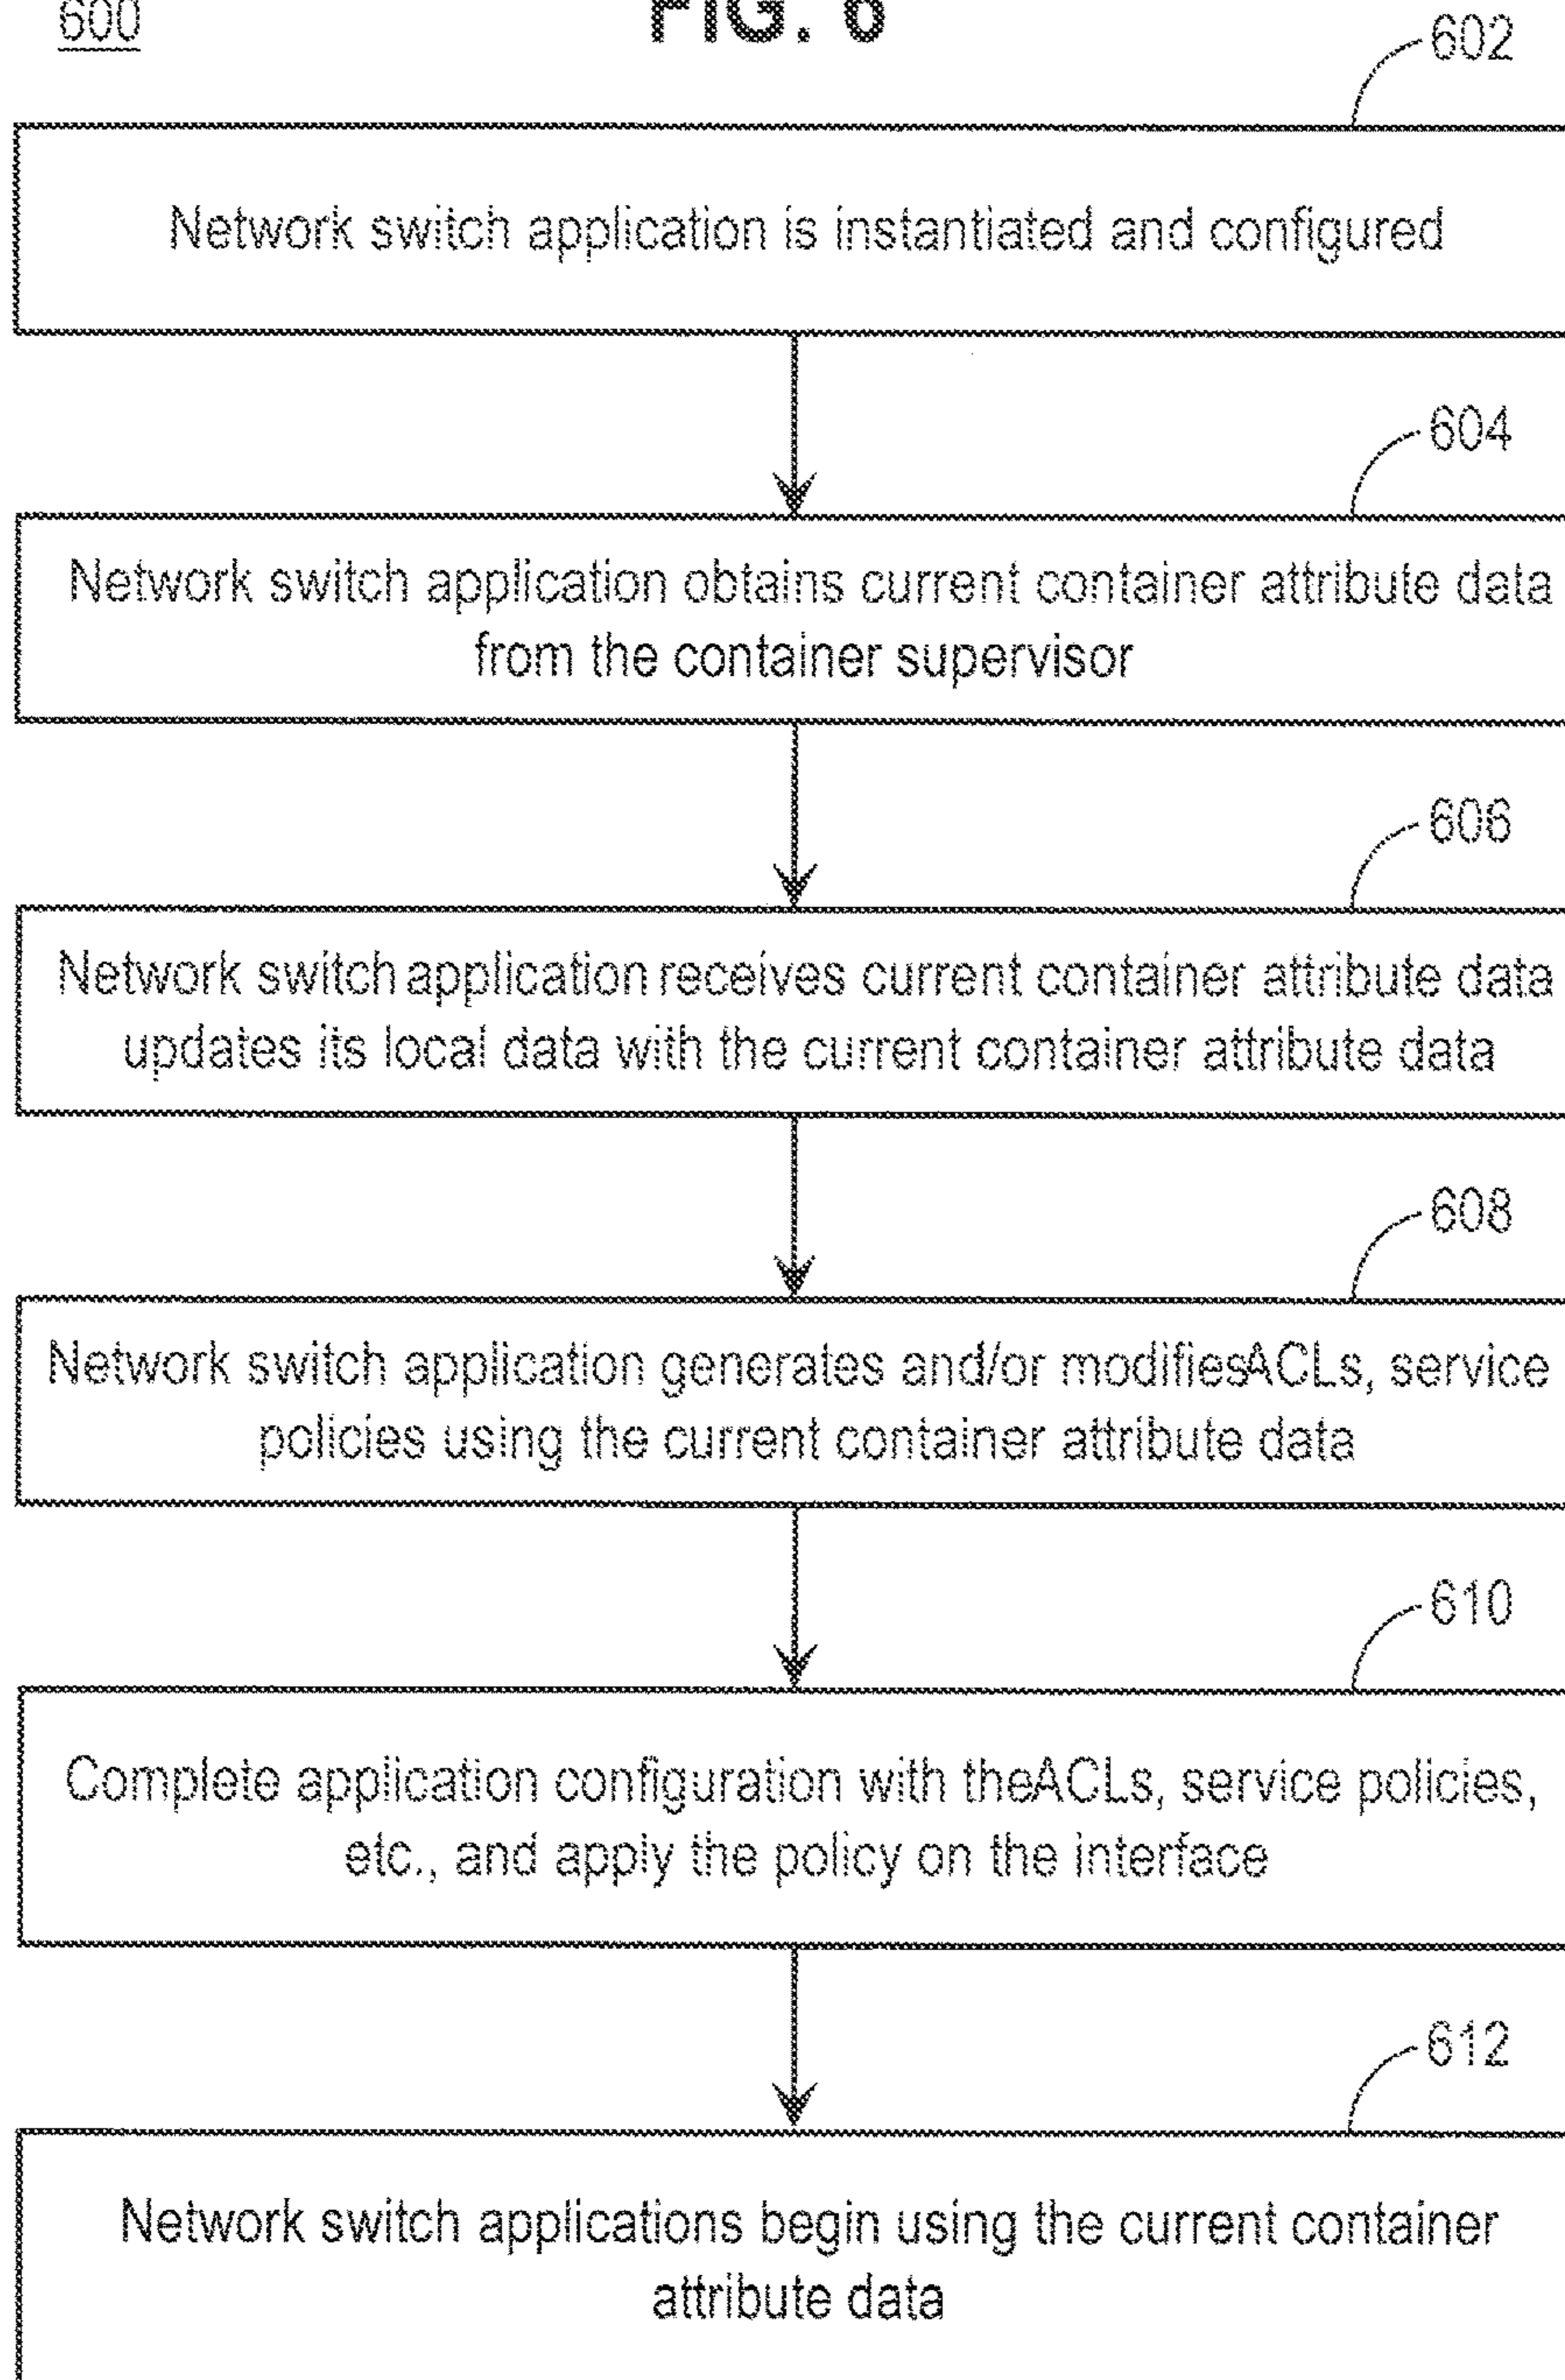 600
FIG. 6
602
Network switch application is instantiated and configured
604
Network switch application obtains current container attribute data
from the container supervisor
606
Network switch application receives current container attribute data
updates its local data with the current container attribute data
608
Network switch application generates and/or modifiesACLs, service
policies using the current container attribute data
610
Complete application configuration with theACLs, service policies,
etc., and apply the policy on the interface
612
Network switch applications begin using the current container
attribute data